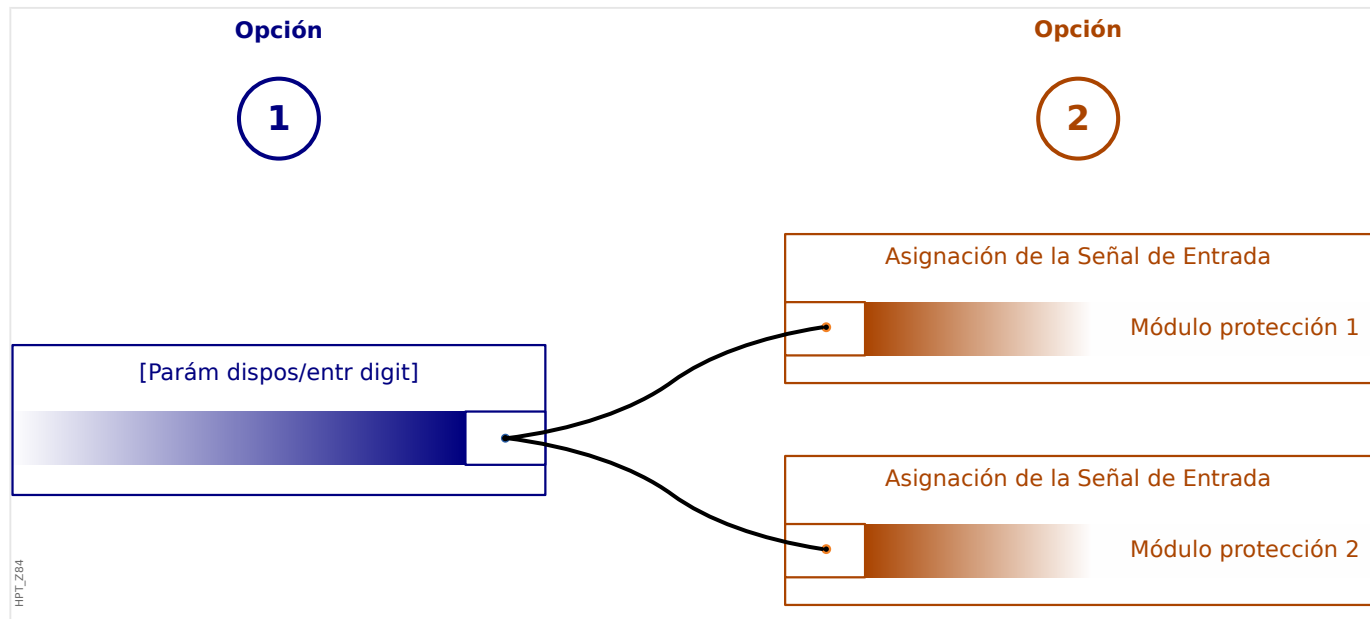 Opción
1
Opción
2
[Parám dispos/entr digit]
Asignación de la Señal de Entrada
Módulo protección 1
Asignación de la Señal de Entrada
Módulo protección 2
HPT_Z84